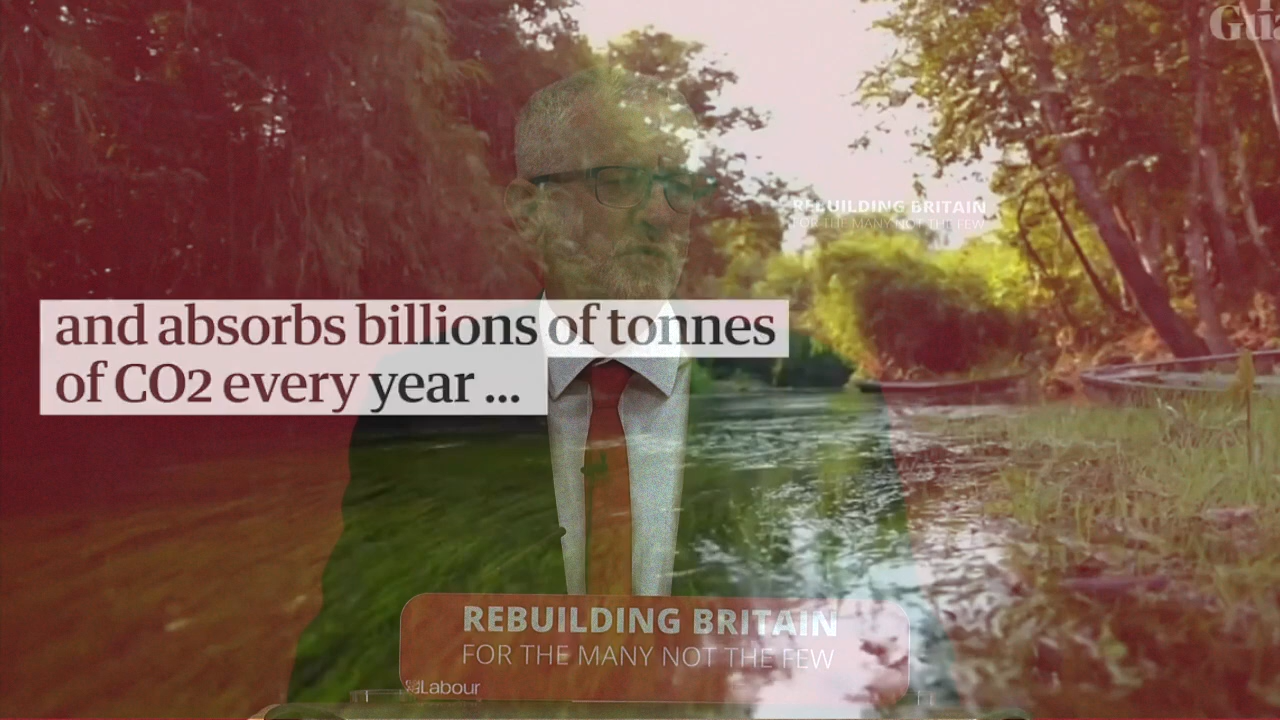 REBUILDING BRITAIN
FOR THE MANY NOT THE FEW
and absorbs billions of tonnes
of CO2 every year ...
REBUILDING BRITAIN
FOR THE MANY NOT THE FEW
Labour